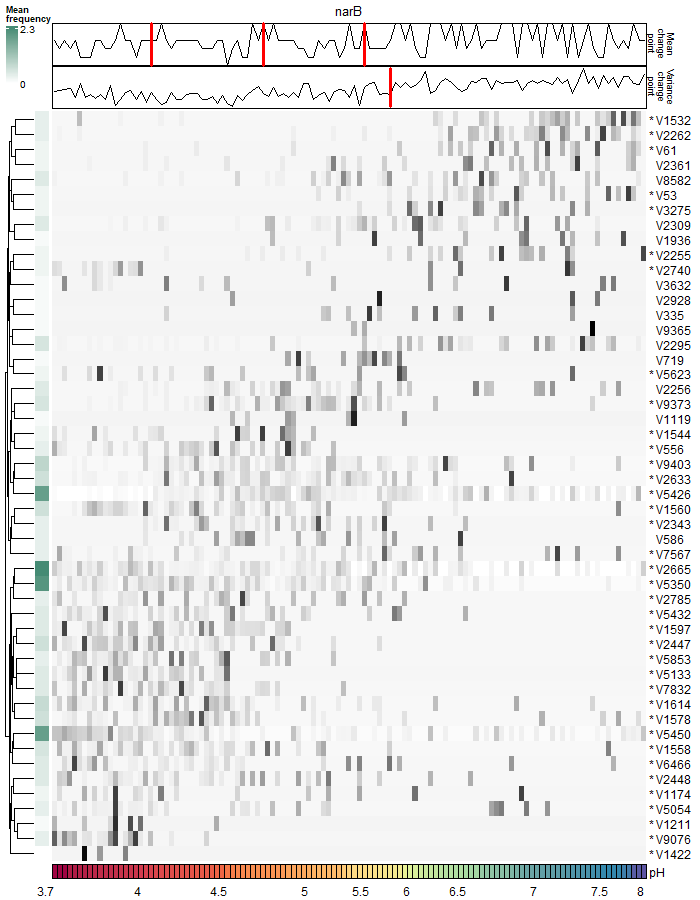 Mean
frequency
2.3
0
narB
Mean
change
point
Variance
change
point
* V1532
* V2262
* V61
V2361
V8582
* V53
* V3275
V2309
V1936
* V2255
* V2740
V3632
V2928
V335
V9365
V2295
V719
* V5623
V2256
* V9373
V1119
* V1544
* V556
* V9403
* V2633
* V5426
* V1560
* V2343
V586
* V7567
* V2665
* V5350
* V2785
* V5432
* V1597
* V2447
* V5853
* V5133
* V7832
* V1614
* V1578
* V5450
* V1558
* V6466
* V2448
* V1174
* V5054
* V1211
* V9076
* V1422
pH
3.7 4 4.5 5 5.5 6 6.5 7 7.5 8